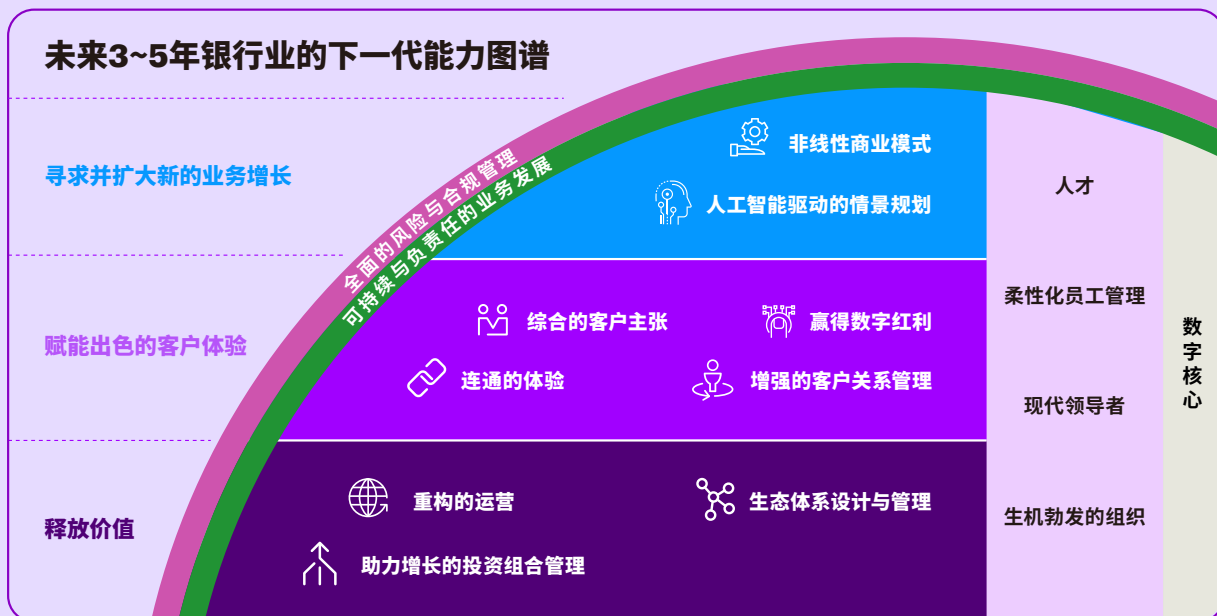 未来3~5年银行业的下一代能力图谱
全面的风险与合规管理
可持续与负责任的业务发展
寻求并扩大新的业务增长
非线性商业模式
人工智能驱动的情景规划
赋能出色的客户体验
综合的客户主张
赢得数字红利
连通的体验
增强的客户关系管理
释放价值
重构的运营
生态体系设计与管理
助力增长的投资组合管理
人才
柔性化员工管理
现代领导者
生机勃发的组织
数字核心